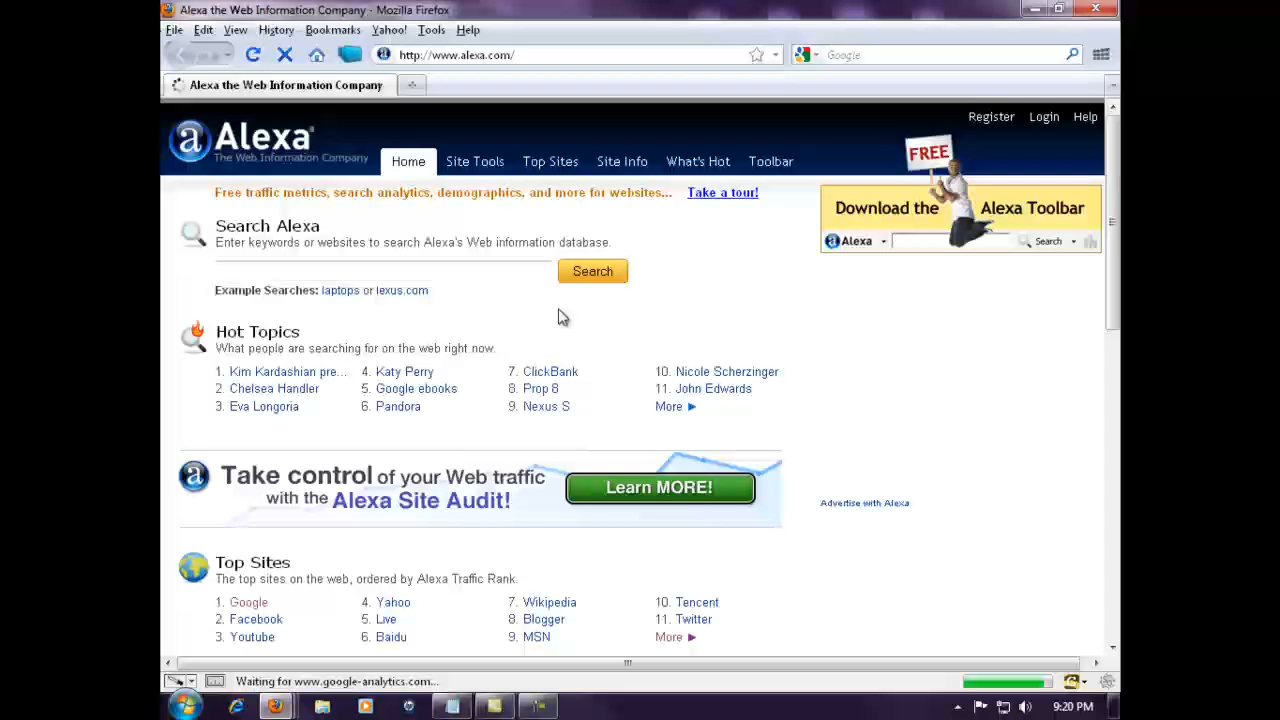 Alexa the Web Information Company - Mozilla Firefox
File Edit View History Bookmarks Yahoo! Tools Help
http://www.alexa.com/
Google
Alexa the Web Information Company
Register Login Help
a Alexa
The Web Information Company
Home Site Tools Top Sites Site Info What's Hot Toolbar
FREE
Free traffic metrics, search analytics, demographics, and more for websites... Take a tour!
Download the Alexa Toolbar
a Alexa Search
Search Alexa
Enter keywords or websites to search Alexa's Web information database.
Search
Example Searches: laptops or lexus.com
Hot Topics
What people are searching for on the web right now.
1. Kim Kardashian pre... 4. Katy Perry 7. ClickBank 10. Nicole Scherzinger
2. Chelsea Handler 5. Google ebooks 8. Prop 8 11. John Edwards
3. Eva Longoria 6. Pandora 9. Nexus S More
a Take control of your Web traffic
with the Alexa Site Audit!
Learn MORE!
Advertise with Alexa
Top Sites
The top sites on the web, ordered by Alexa Traffic Rank.
1. Google 4. Yahoo 7. Wikipedia 10. Tencent
2. Facebook 5. Live 8. Blogger 11. Twitter
3. Youtube 6. Baidu 9. MSN More
Waiting for www.google-analytics.com...
9:20 PM